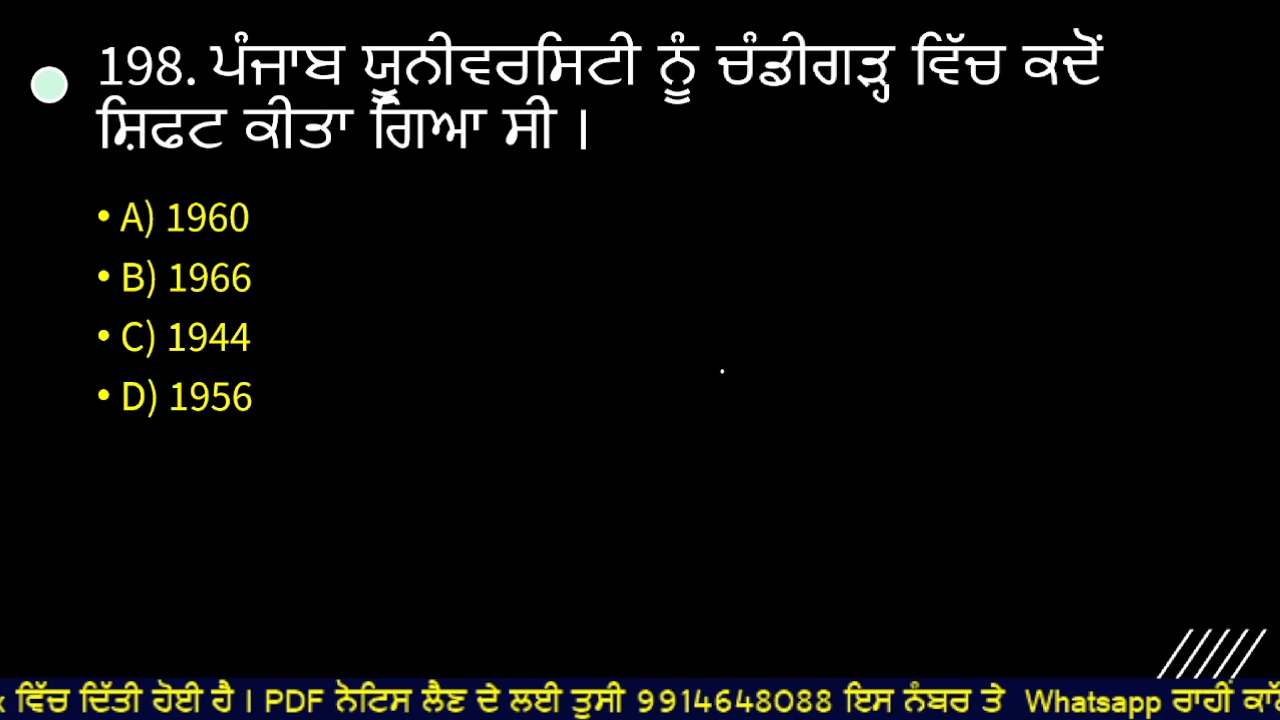 198. ਪੰਜਾਬ ਯੂਨੀਵਰਸਿਟੀ ਨੂੰ ਚੰਡੀਗੜ੍ਹ ਵਿੱਚ ਕਦੋਂ
ਸ਼ਿਫਟ ਕੀਤਾ ਗਿਆ ਸੀ ।
• A) 1960
• B) 1966
• C) 1944
• D) 1956
ਵਿੱਚ ਦਿੱਤੀ ਹੋਈ ਹੈ । PDF ਨੋਟਿਸ ਲੈਣ ਦੇ ਲਈ ਤੁਸੀ 9914648088 ਇਸ ਨੰਬਰ ਤੇ Whatsapp ਰਾਹੀਂ